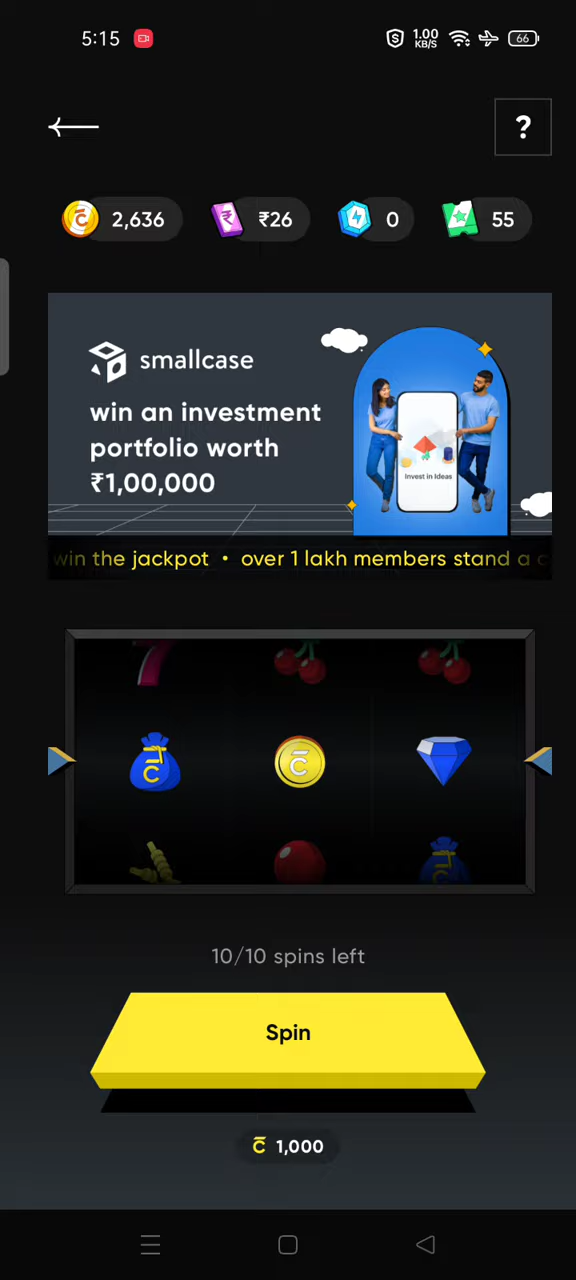 5:15
1.00
KB/S
66
?
2,636
₹26
0
55
smallcase
win an investment
portfolio worth
₹1,00,000
Invest in Ideas
win the jackpot • over 1 lakh members stand a c
10/10 spins left
Spin
1,000